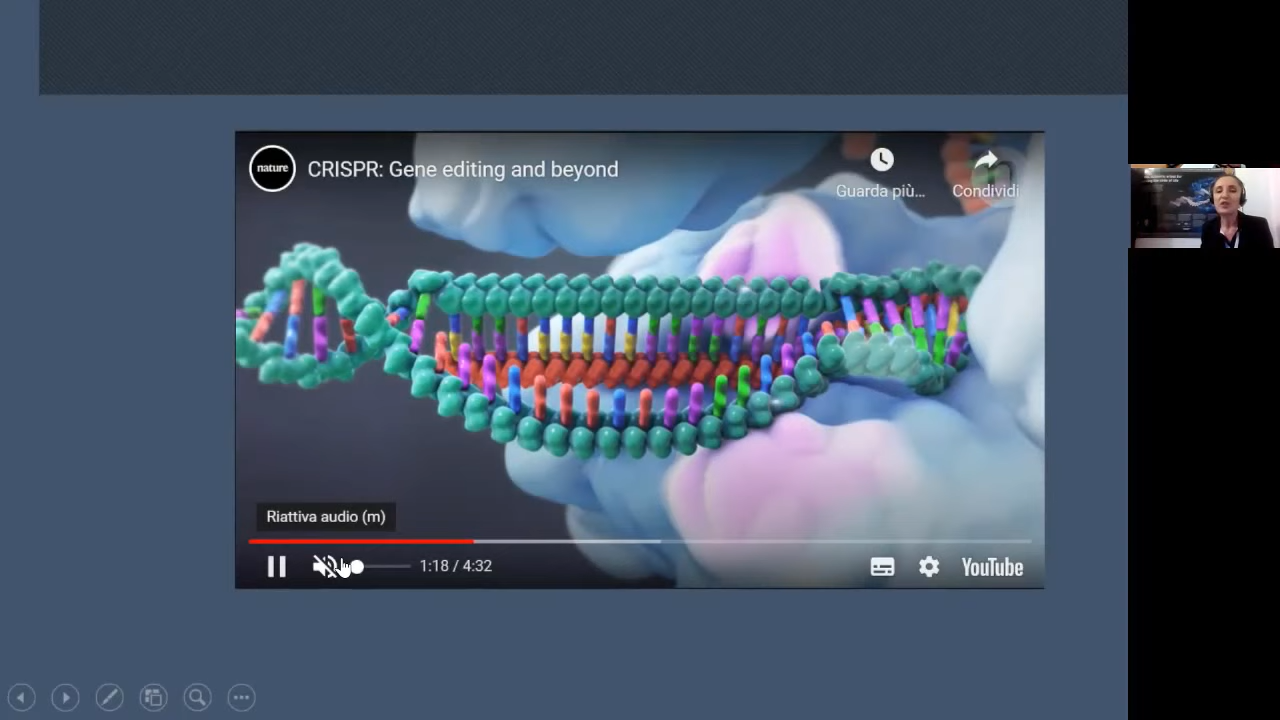 nature
CRISPR: Gene editing and beyond
Guarda più...
Condividi
Riattiva audio (m)
1:18 / 4:32
YouTube